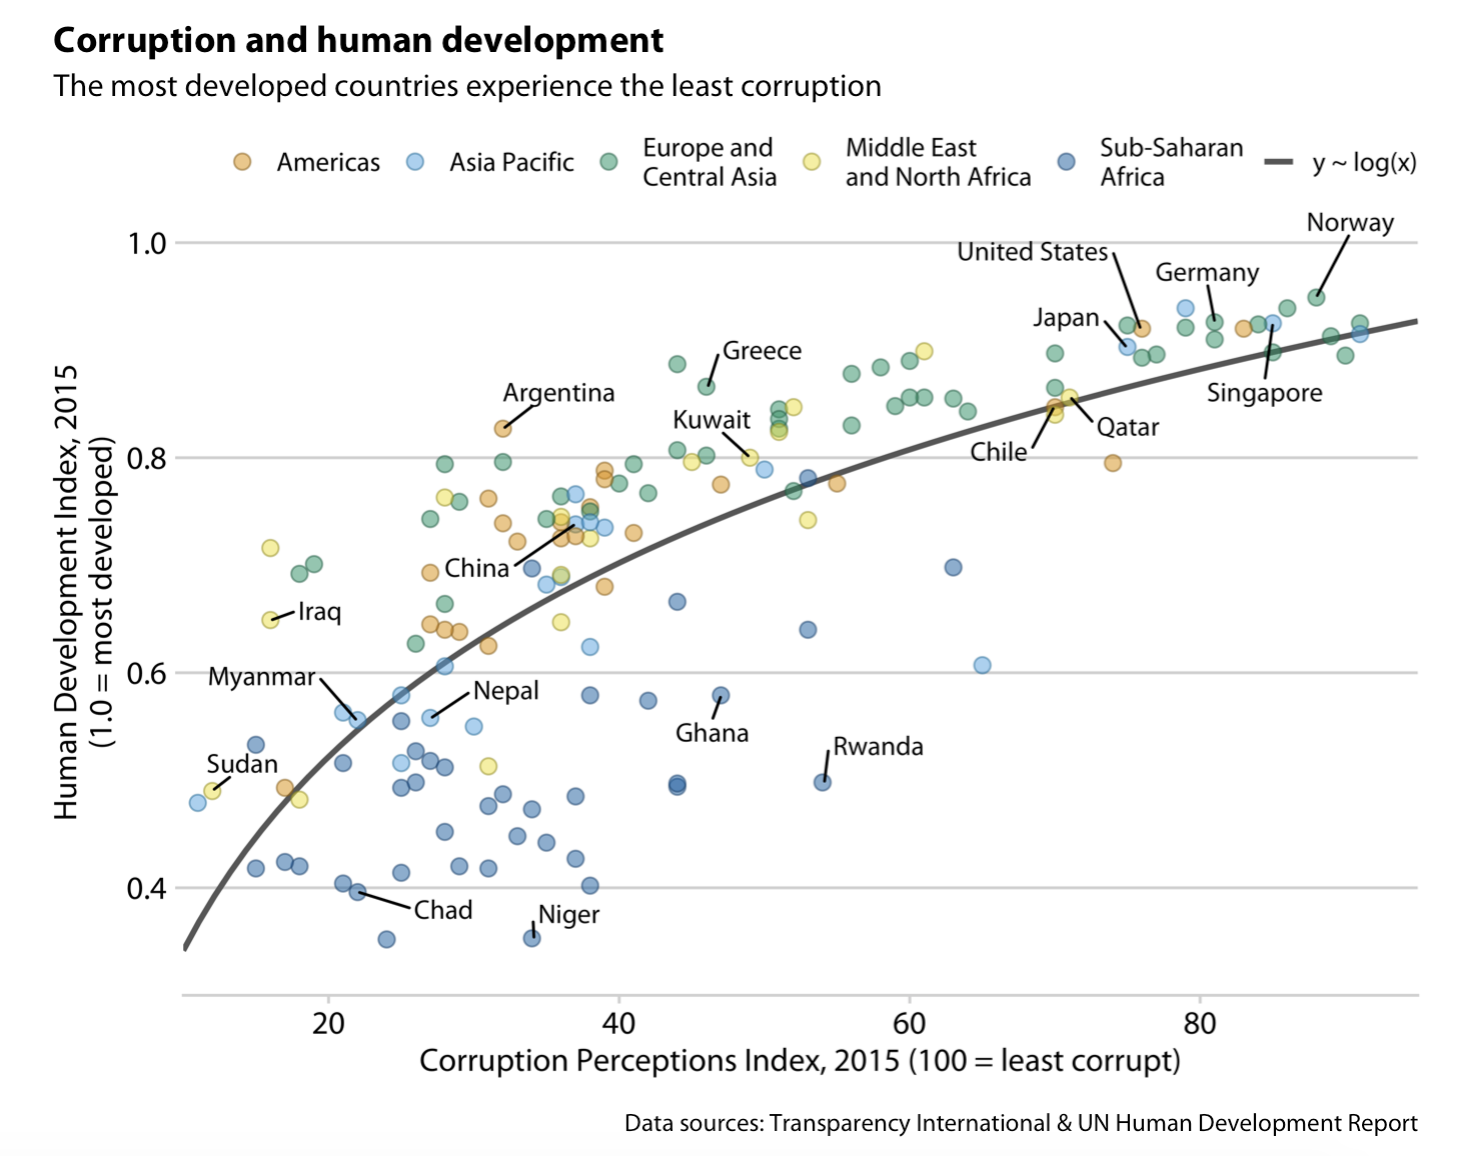 Corruption and human development
The most developed countries experience the least corruption
Americas
Asia Pacific
Europe and
Central Asia
Middle East
and North Africa
Sub-Saharan
Africa
y ~ log(x)
Human Development Index, 2015
(1.0 = most developed)
1.0
0.8
0.6
0.4
Norway
United States
Germany
Japan
Greece
Singapore
Argentina
Kuwait
Qatar
Chile
China
Iraq
Myanmar
Nepal
Ghana
Rwanda
Sudan
Chad
Niger
20
40
60
80
Corruption Perceptions Index, 2015 (100 = least corrupt)
Data sources: Transparency International & UN Human Development Report